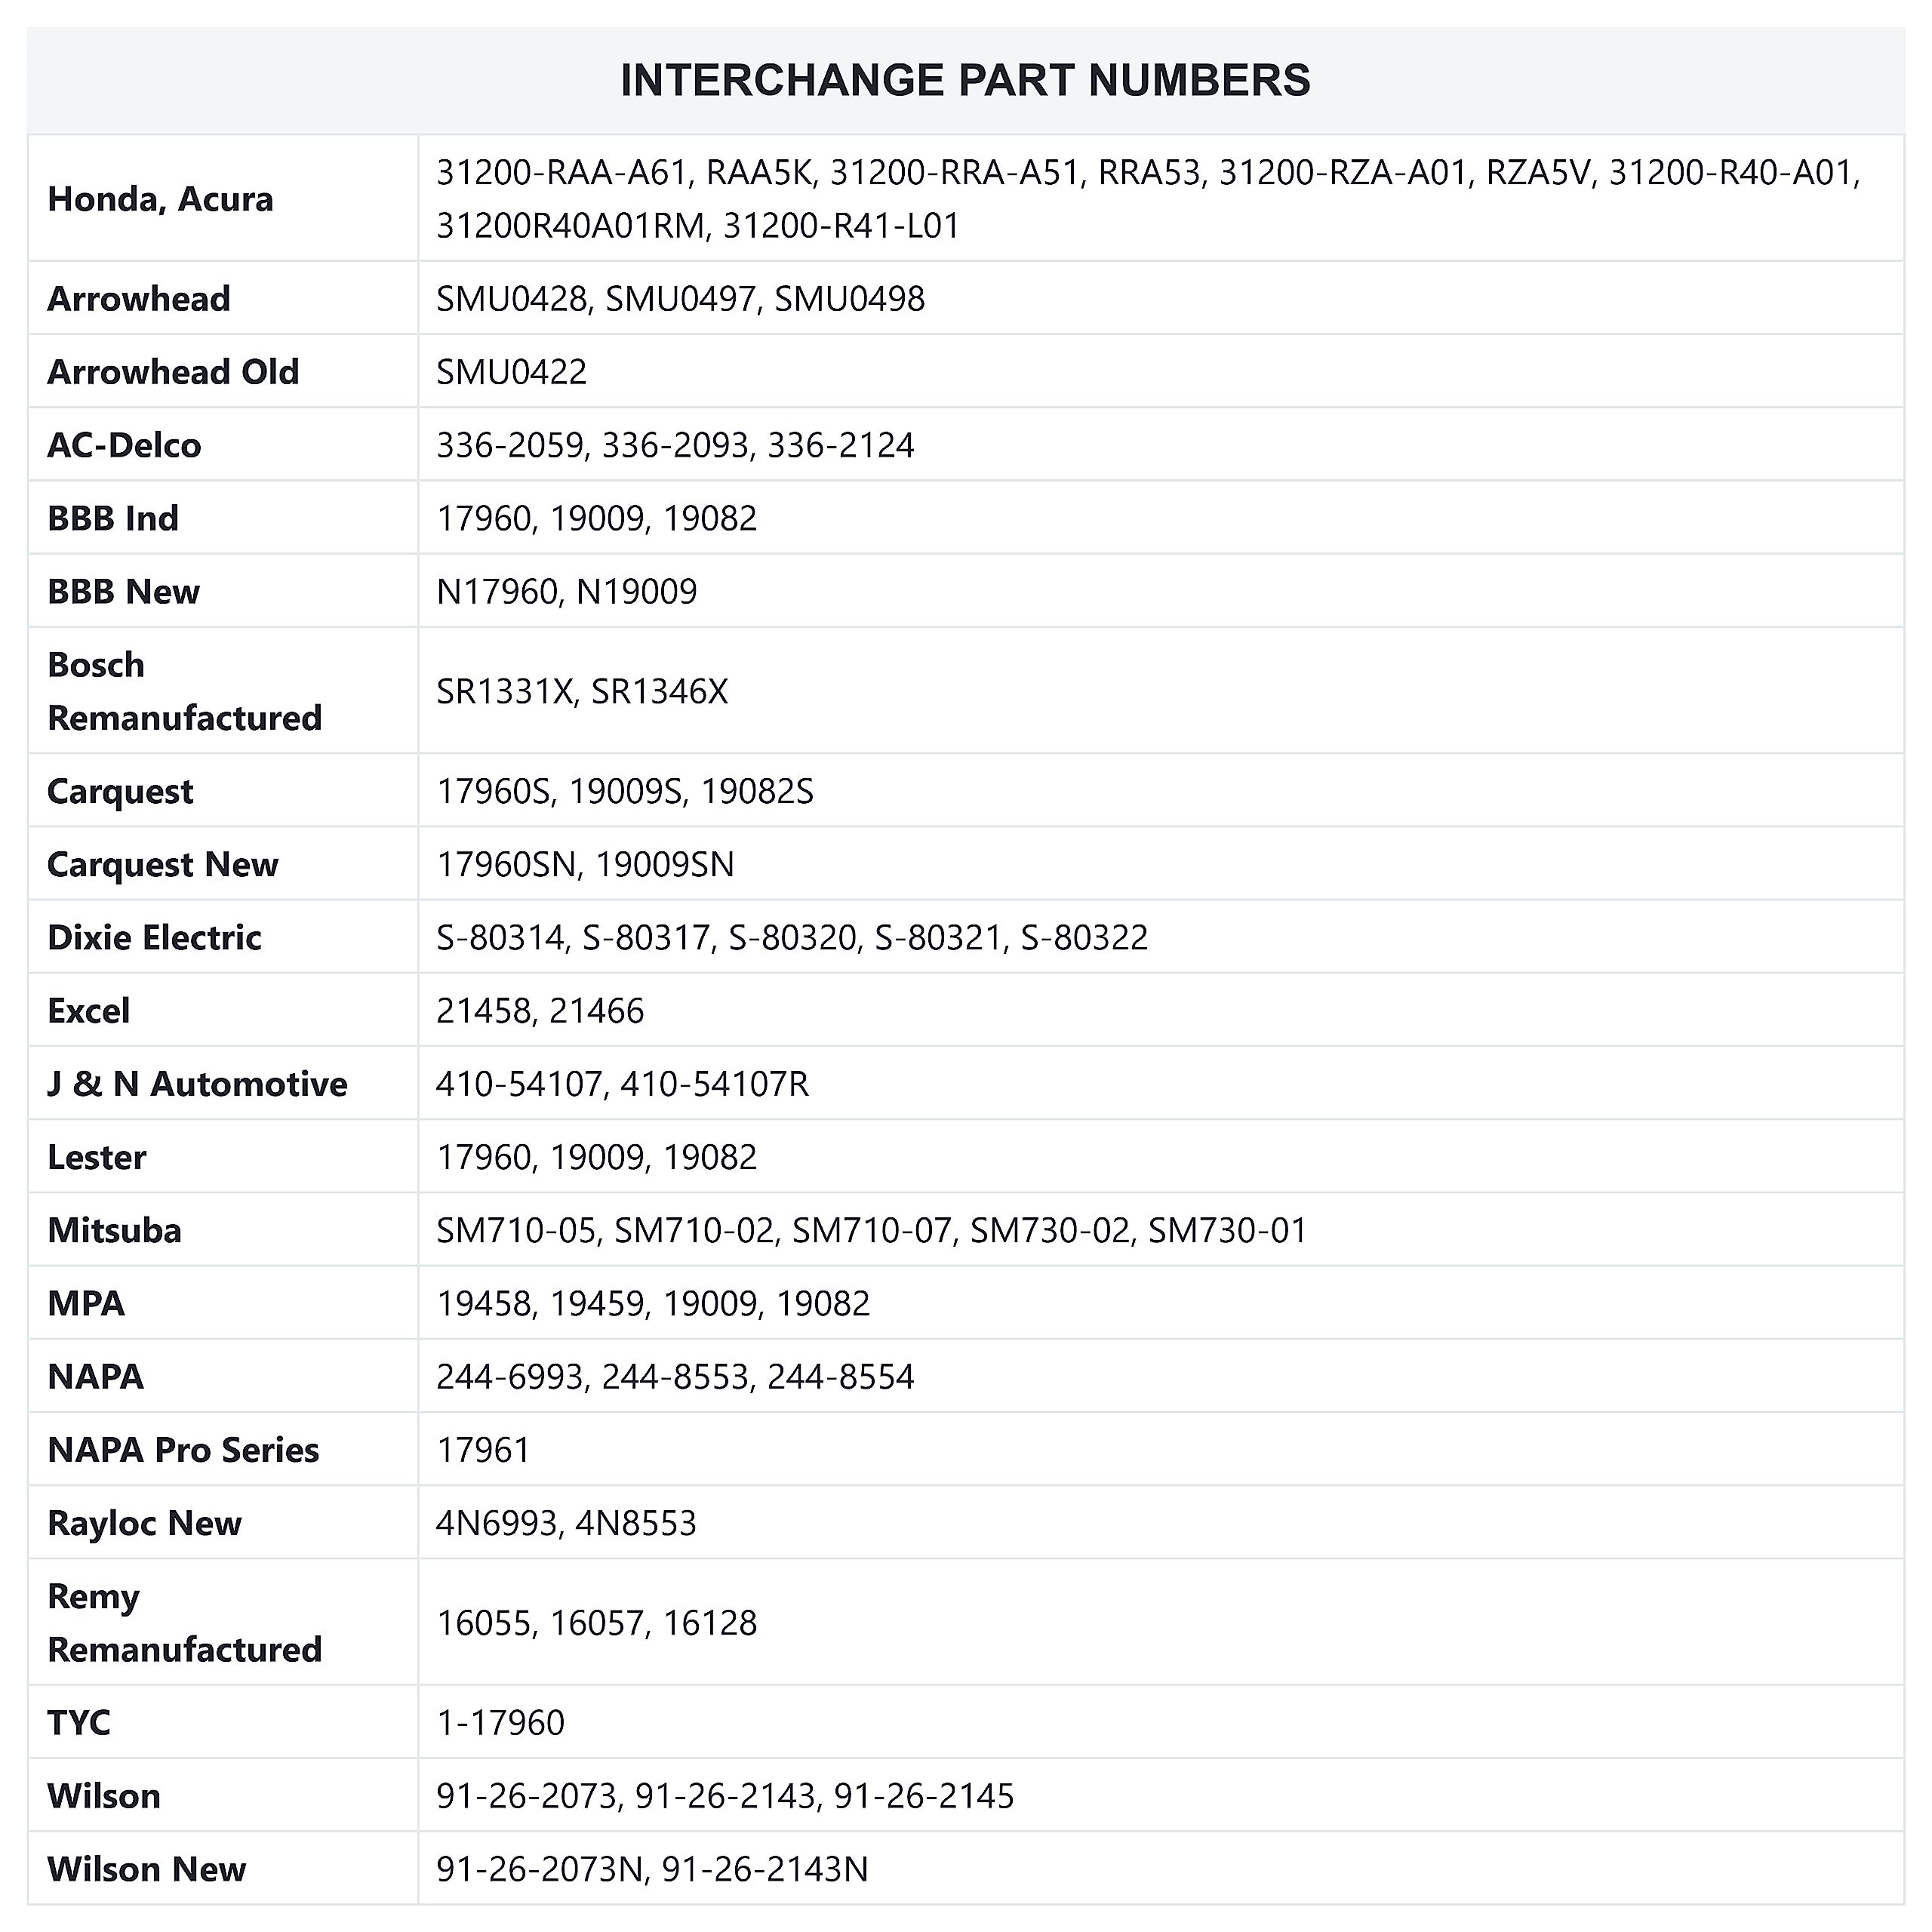 INTERCHANGE PART NUMBERS
Honda, Acura
31200-RAA-A61, RAA5K, 31200-RRA-A51, RRA53, 31200-RZA-A01, RZA5V, 31200-R40-A01,
31200R40A01RM, 31200-R41-L01
Arrowhead
SMU0428, SMU0497, SMU0498
Arrowhead Old
SMU0422
AC-Delco
336-2059, 336-2093, 336-2124
BBB Ind
17960, 19009, 19082
BBB New
N17960, N19009
Bosch
Remanufactured
SR1331X, SR1346X
Carquest
17960S, 19009S, 19082S
Carquest New
17960SN, 19009SN
Dixie Electric
S-80314, S-80317, S-80320, S-80321, S-80322
Excel
21458, 21466
J & N Automotive
410-54107, 410-54107R
Lester
17960, 19009, 19082
Mitsuba
SM710-05, SM710-02, SM710-07, SM730-02, SM730-01
MPA
19458, 19459, 19009, 19082
NAPA
244-6993, 244-8553, 244-8554
NAPA Pro Series
17961
Rayloc New
4N6993, 4N8553
Remy
Remanufactured
16055, 16057, 16128
TYC
1-17960
Wilson
91-26-2073, 91-26-2143, 91-26-2145
Wilson New
91-26-2073N, 91-26-2143N